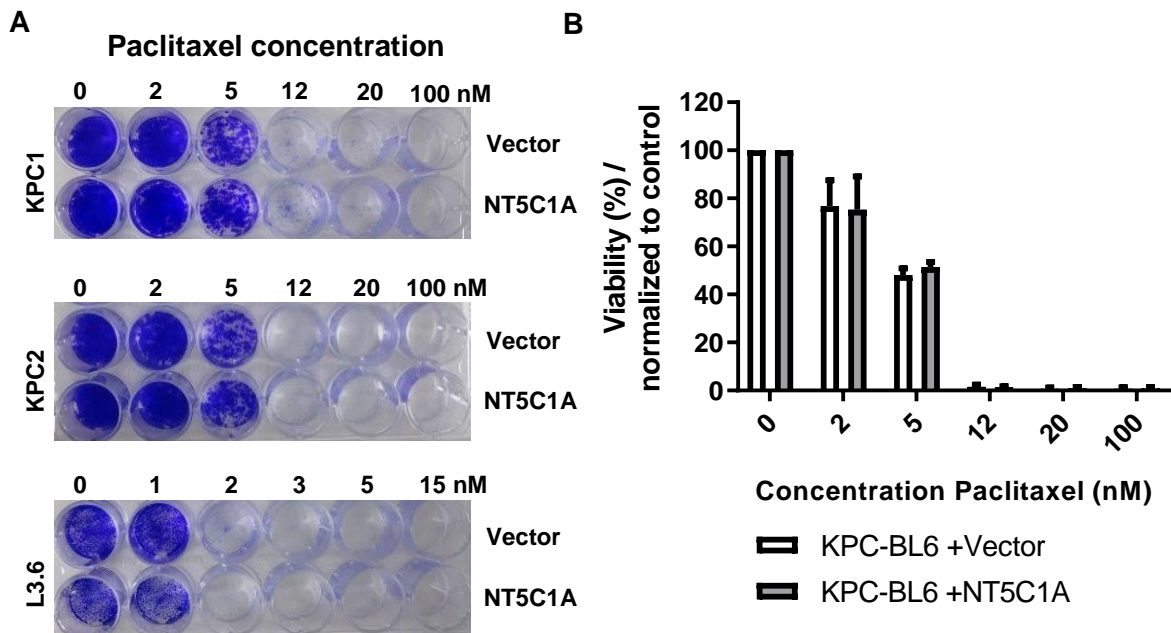 A
Paclitaxel concentration
0 2 5 12 20 100 nM
KPC1
Vector
NT5C1A
0 2 5 12 20 100 nM
KPC2
Vector
NT5C1A
0 1 2 3 5 15 nM
L3.6
Vector
NT5C1A
B
Viability (%) /
normalized to control
120
100
80
60
40
20
0
0 2 5 12 20 100
Concentration Paclitaxel (nM)
KPC-BL6 +Vector
KPC-BL6 +NT5C1A